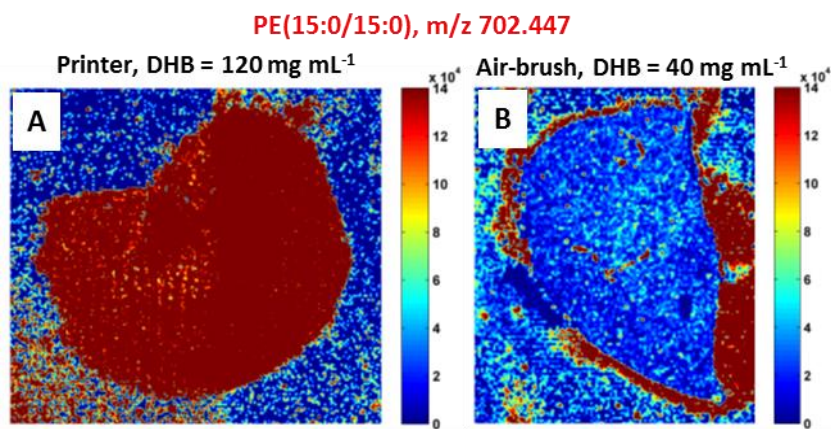 PE(15:0/15:0), m/z 702.447
Printer, DHB = 120 mg mL-1
Air-brush, DHB = 40 mg mL-1
A
x 10⁴
14
12
10
8
6
4
2
0
B
x 10⁴
14
12
10
8
6
4
2
0